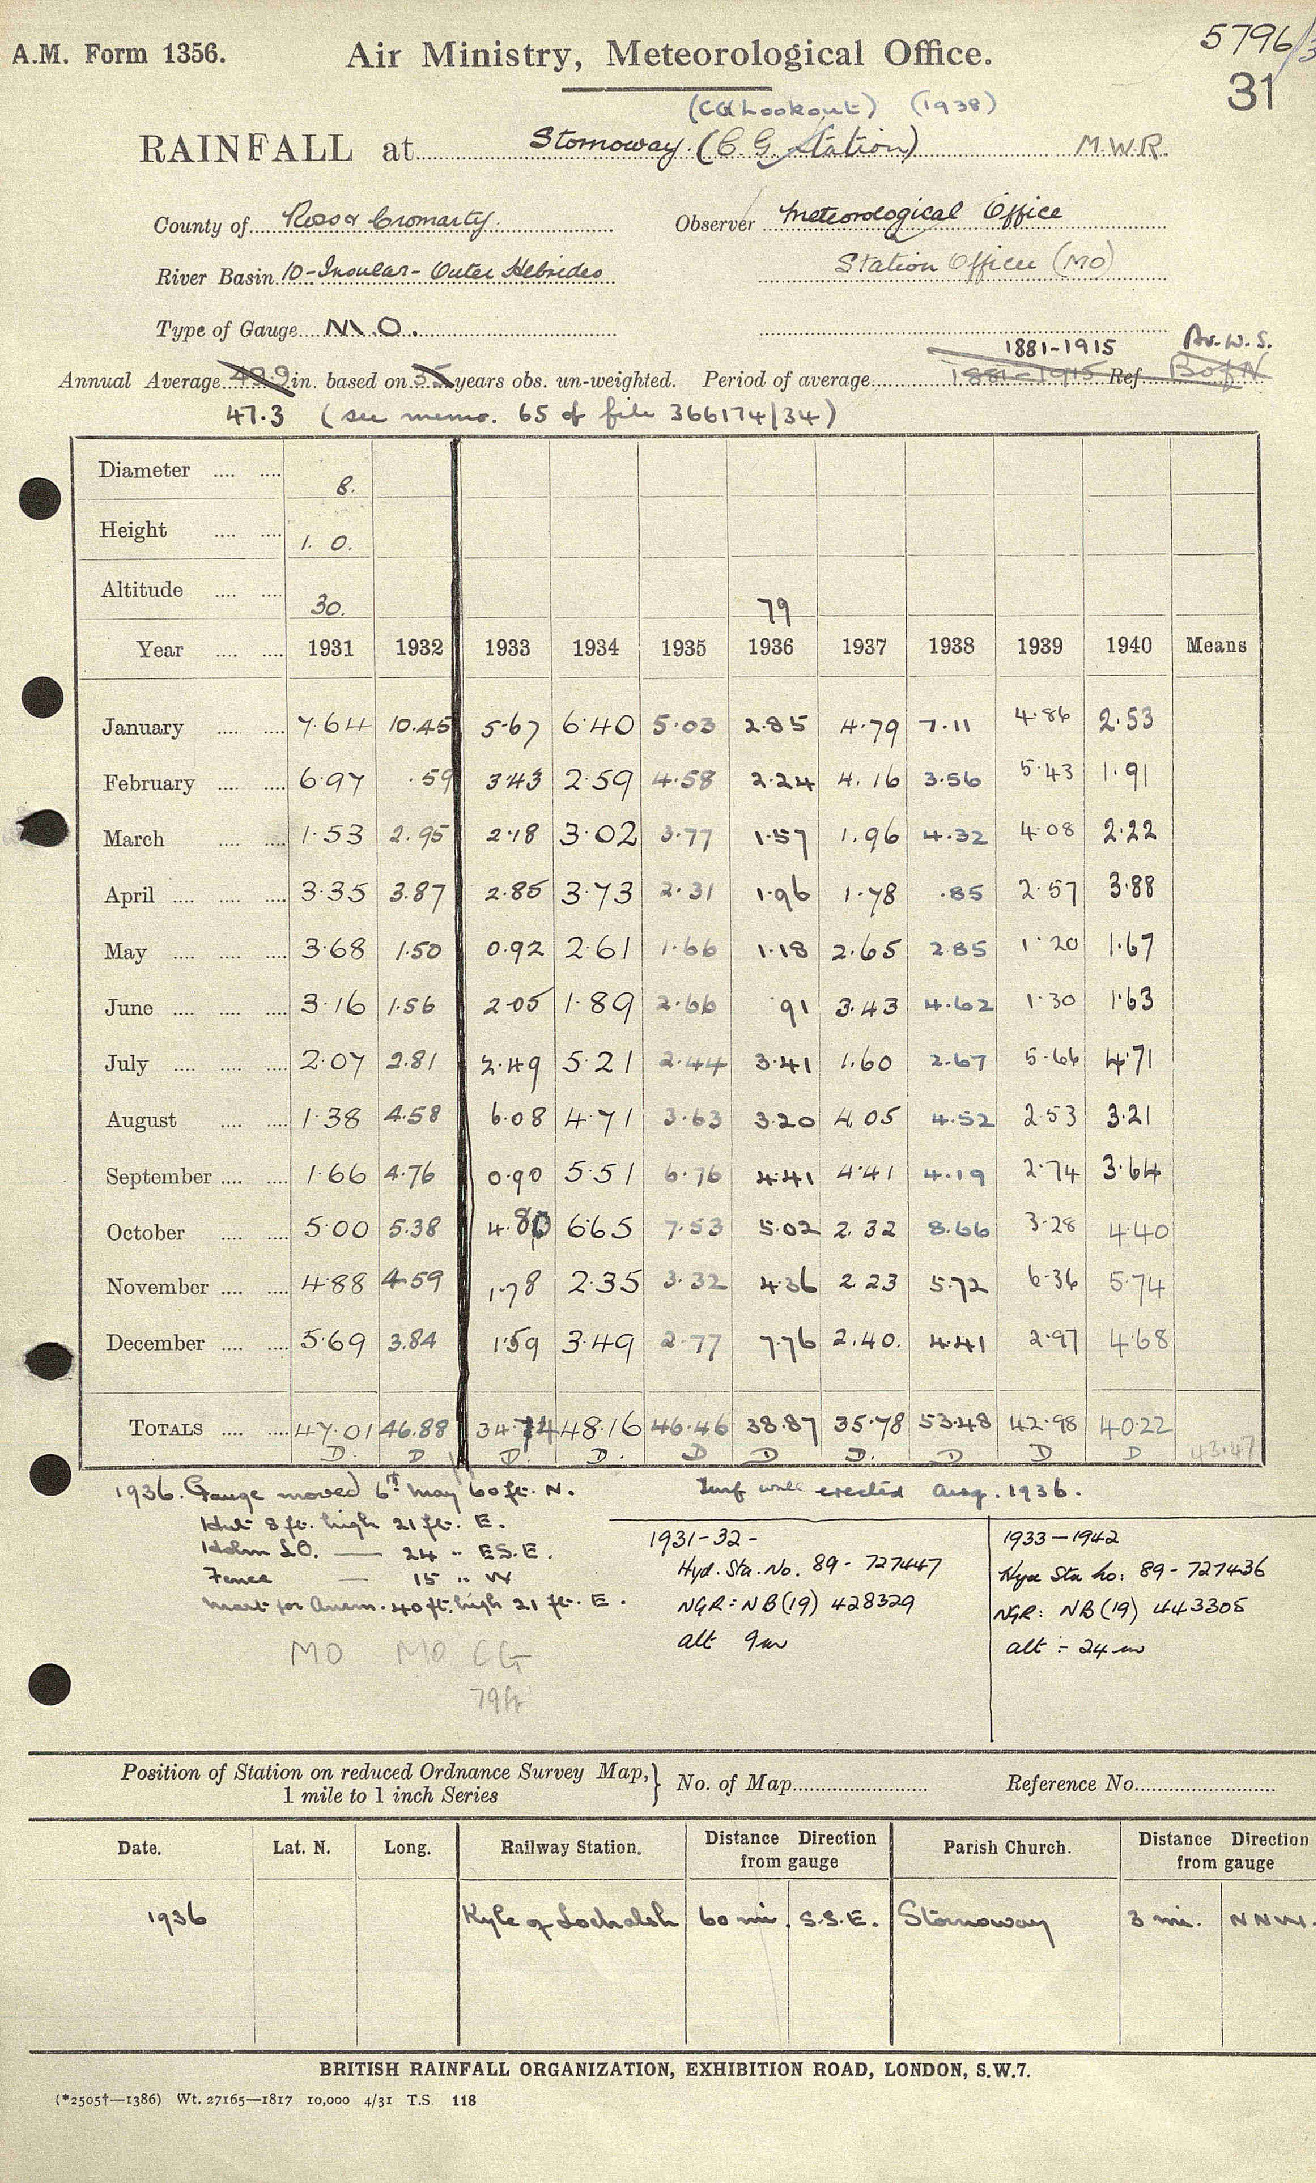 5796/3
A.M. Form 1356.
Air Ministry, Meteorological Office.
31
(CG Lookout) (1938)
RAINFALL at Stornoway. (C. G. Station) M.W.R.
County of Ross & Cromarty. Observer Meteorological Office
River Basin 10-Insular-Outer Hebrides Station Officer (MO)
Type of Gauge M.O.
1881-1915 Av. W. S.
Annual Average 49.9 in. based on 35 years obs. un-weighted. Period of average 1881-1915 Ref. B of N
47.3 (see memo. 65 of file 366174/34)
Diameter .... .... 8.
Height .... .... 1. 0.
Altitude .... .... 30. 79
Year .... .... 1931 1932 1933 1934 1935 1936 1937 1938 1939 1940 Means
January .... .... 7.64 10.45 5.67 6.40 5.03 2.85 4.79 7.11 4.86 2.53
February .... .... 6.97 .59 3.43 2.59 4.58 2.24 4.16 3.56 5.43 1.91
March .... .... 1.53 2.95 2.18 3.02 3.77 1.57 1.96 4.32 4.08 2.22
April .... .... .... 3.35 3.87 2.85 3.73 2.31 1.96 1.78 .85 2.57 3.88
May .... .... .... 3.68 1.50 0.92 2.61 1.66 1.18 2.65 2.85 1.20 1.67
June .... .... .... 3.16 1.56 2.05 1.89 2.66 91 3.43 4.62 1.30 1.63
July .... .... .... 2.07 2.81 2.49 5.21 2.44 3.41 1.60 2.67 5.66 4.71
August .... .... 1.38 4.58 6.08 4.71 3.63 3.20 4.05 4.52 2.53 3.21
September .... .... 1.66 4.76 0.90 5.51 6.76 4.41 4.41 4.19 2.74 3.64
October .... .... 5.00 5.38 4.80 6.65 7.53 5.02 2.32 8.66 3.28 4.40
November .... .... 4.88 4.59 1.78 2.35 3.32 4.36 2.23 5.72 6.36 5.74
December .... .... 5.69 3.84 1.59 3.49 2.77 7.76 2.40. 4.41 2.97 4.68
TOTALS .... .... 47.01 46.88 34.74 48.16 46.46 38.87 35.78 53.48 42.98 40.22 43.47
D. D D. D. D D D. D D D
1936. Gauge moved 6th May 60 ft. N. Turf wall erected Aug. 1936.
Hut 8 ft. high 21 ft. E.
Holm LO. — 24 " E.S.E.
Fence — 15 " W
Mast for Anem. 40 ft. high 21 ft. E.
1931-32-
Hyd. Sta. No. 89-727447
NGR: NB(19) 428329
alt 9m
1933-1942
Hyd Sta No: 89-727436
NGR: NB(19) 443305
alt :- 24m
MO MO CG
79ft
Position of Station on reduced Ordnance Survey Map,
1 mile to 1 inch Series
No. of Map Reference No.
Date. Lat. N. Long. Railway Station. Distance Direction from gauge Parish Church. Distance Direction from gauge
1936 Kyle of Lochalsh 60 mi. S.S.E. Stornoway 3 mi. NNW.
BRITISH RAINFALL ORGANIZATION, EXHIBITION ROAD, LONDON, S.W.7.
(*2505†—1386) Wt. 27165—1817 10,000 4/31 T.S. 118